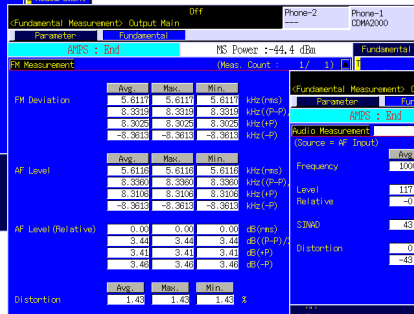 Off
Phone-2
Phone-1
<Fundamental Measurement> Output Main
---
CDMA2000
Parameter Fundamental
AMPS : End
MS Power :-44.4 dBm
Fundamental
FM Measurement
(Meas. Count : 1/ 1)
Avg. Max. Min.
FM Deviation 5.6117 5.6117 5.6117 kHz(rms)
8.3319 8.3319 8.3319 kHz((P-P)
8.3025 8.3025 8.3025 kHz(+P)
-8.3613 -8.3613 -8.3613 kHz(-P)
Avg. Max. Min.
AF Level 5.6116 5.6116 5.6116 kHz(rms)
8.3360 8.3360 8.3360 kHz((P-P)
8.3106 8.3106 8.3106 kHz(+P)
-8.3613 -8.3613 -8.3613 kHz(-P)
AF Level(Relative) 0.00 0.00 0.00 dB(rms)
3.44 3.44 3.44 dB((P-P)/
3.41 3.41 3.41 dB(+P)
3.46 3.46 3.46 dB(-P)
Avg. Max. Min.
Distortion 1.43 1.43 1.43 %
<Fundamental Measurement>
Parameter Fu
AMPS : End
Audio Measurement
(Source = AF Input)
Avg
Frequency 100
Level 117
Relative -0
SINAD 43
Distortion 0
-43